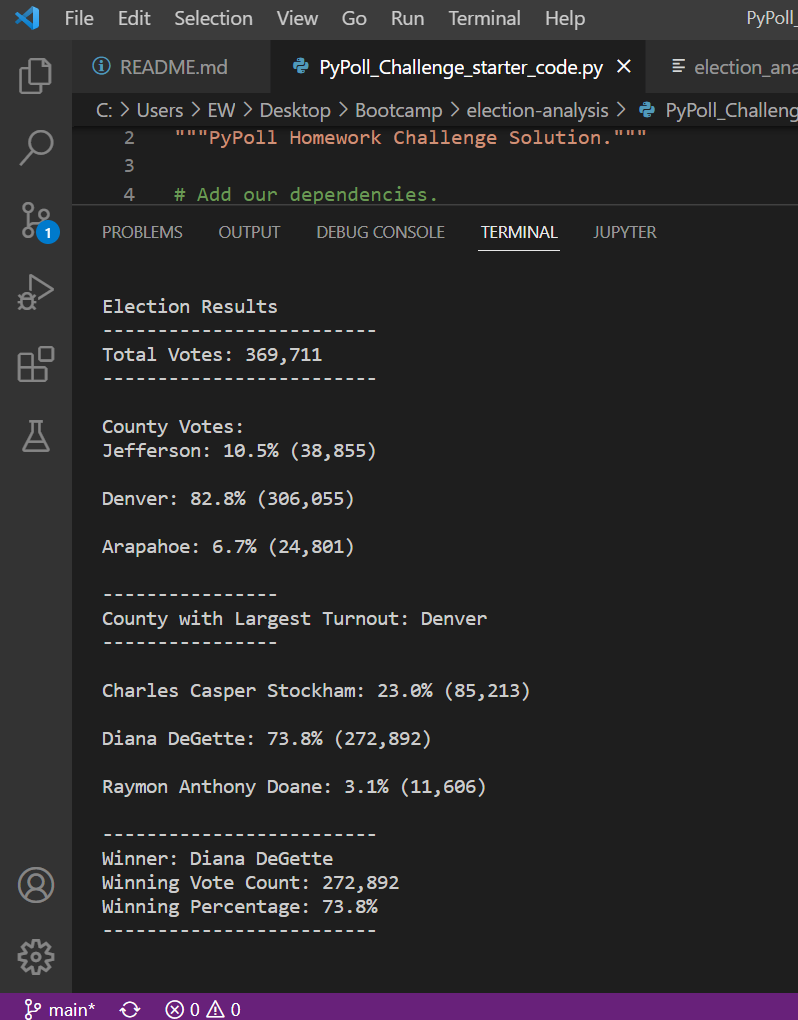 File Edit Selection View Go Run Terminal Help PyPoll_
README.md PyPoll_Challenge_starter_code.py election_ana
C: > Users > EW > Desktop > Bootcamp > election-analysis > PyPoll_Challeng
2 """PyPoll Homework Challenge Solution."""
3
4 # Add our dependencies.
1
PROBLEMS OUTPUT DEBUG CONSOLE TERMINAL JUPYTER
Election Results
-------------------------
Total Votes: 369,711
-------------------------
County Votes:
Jefferson: 10.5% (38,855)
Denver: 82.8% (306,055)
Arapahoe: 6.7% (24,801)
----------------
County with Largest Turnout: Denver
----------------
Charles Casper Stockham: 23.0% (85,213)
Diana DeGette: 73.8% (272,892)
Raymon Anthony Doane: 3.1% (11,606)
-------------------------
Winner: Diana DeGette
Winning Vote Count: 272,892
Winning Percentage: 73.8%
-------------------------
main* 0 0